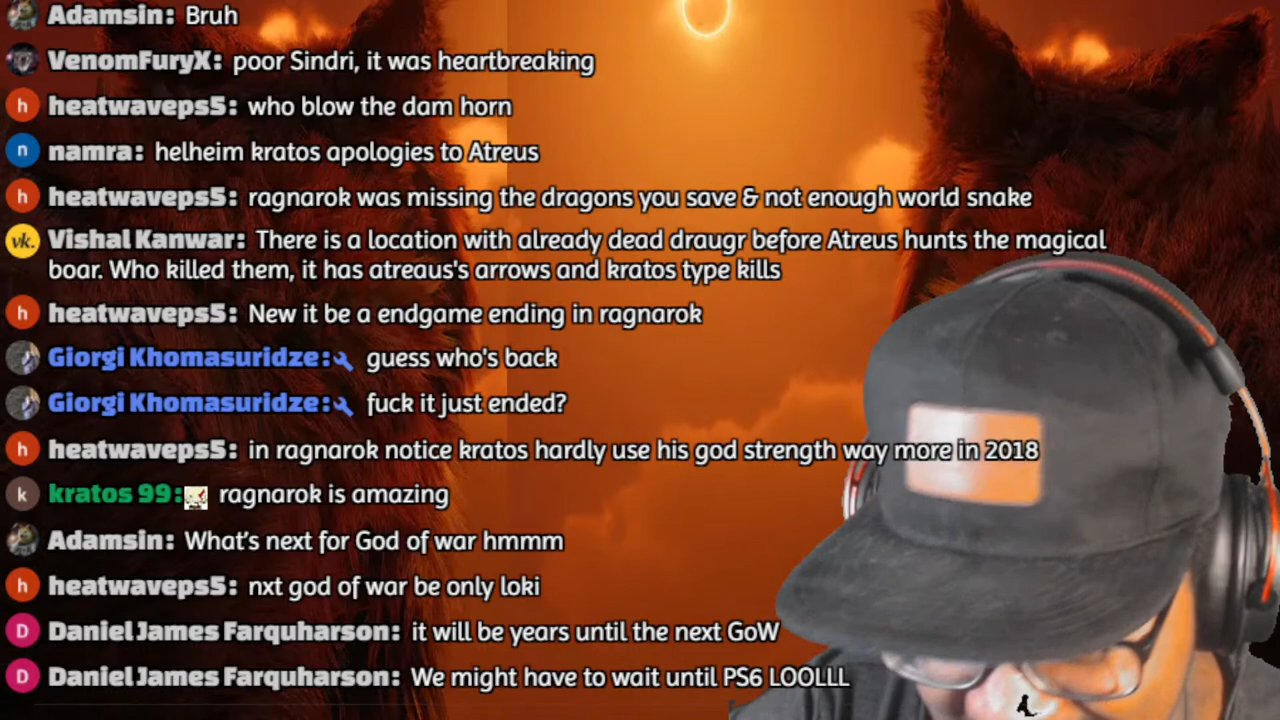 Adamsin: Bruh
VenomFuryX: poor Sindri, it was heartbreaking
h heatwaveps5: who blow the dam horn
n namra: helheim kratos apologies to Atreus
h heatwaveps5: ragnarok was missing the dragons you save & not enough world snake
vk. Vishal Kanwar: There is a location with already dead draugr before Atreus hunts the magical
boar. Who killed them, it has atreaus's arrows and kratos type kills
h heatwaveps5: New it be a endgame ending in ragnarok
Giorgi Khomasuridze: guess who's back
Giorgi Khomasuridze: fuck it just ended?
h heatwaveps5: in ragnarok notice kratos hardly use his god strength way more in 2018
k kratos 99: ragnarok is amazing
Adamsin: What's next for God of war hmmm
h heatwaveps5: nxt god of war be only loki
D Daniel James Farquharson: it will be years until the next GoW
D Daniel James Farquharson: We might have to wait until PS6 LOOLLL